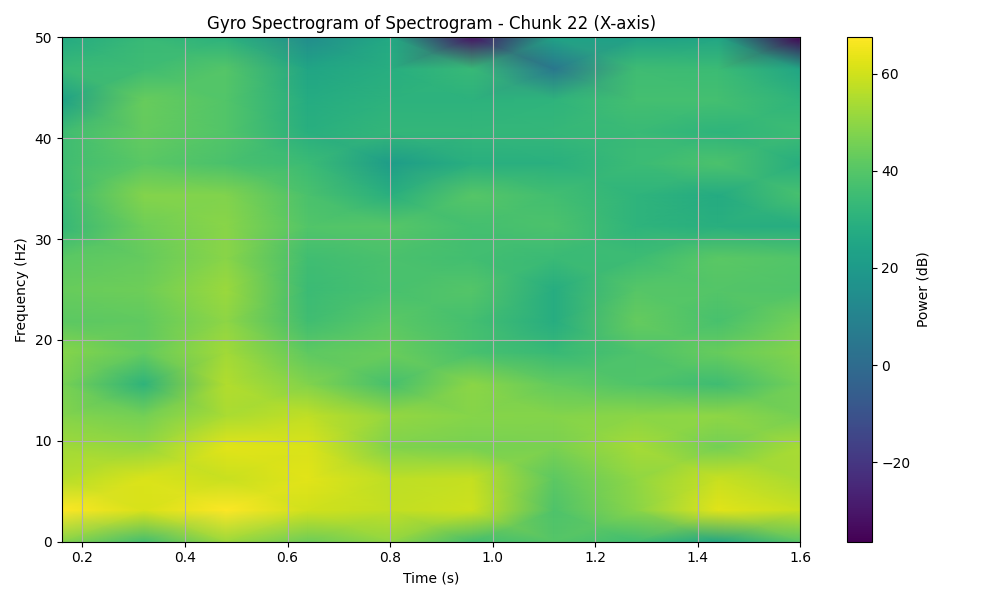 Gyro Spectrogram of Spectrogram - Chunk 22 (X-axis)
50
40
30
20
10
0
Frequency (Hz)
0.2 0.4 0.6 0.8 1.0 1.2 1.4 1.6
Time (s)
60
40
20
0
−20
Power (dB)